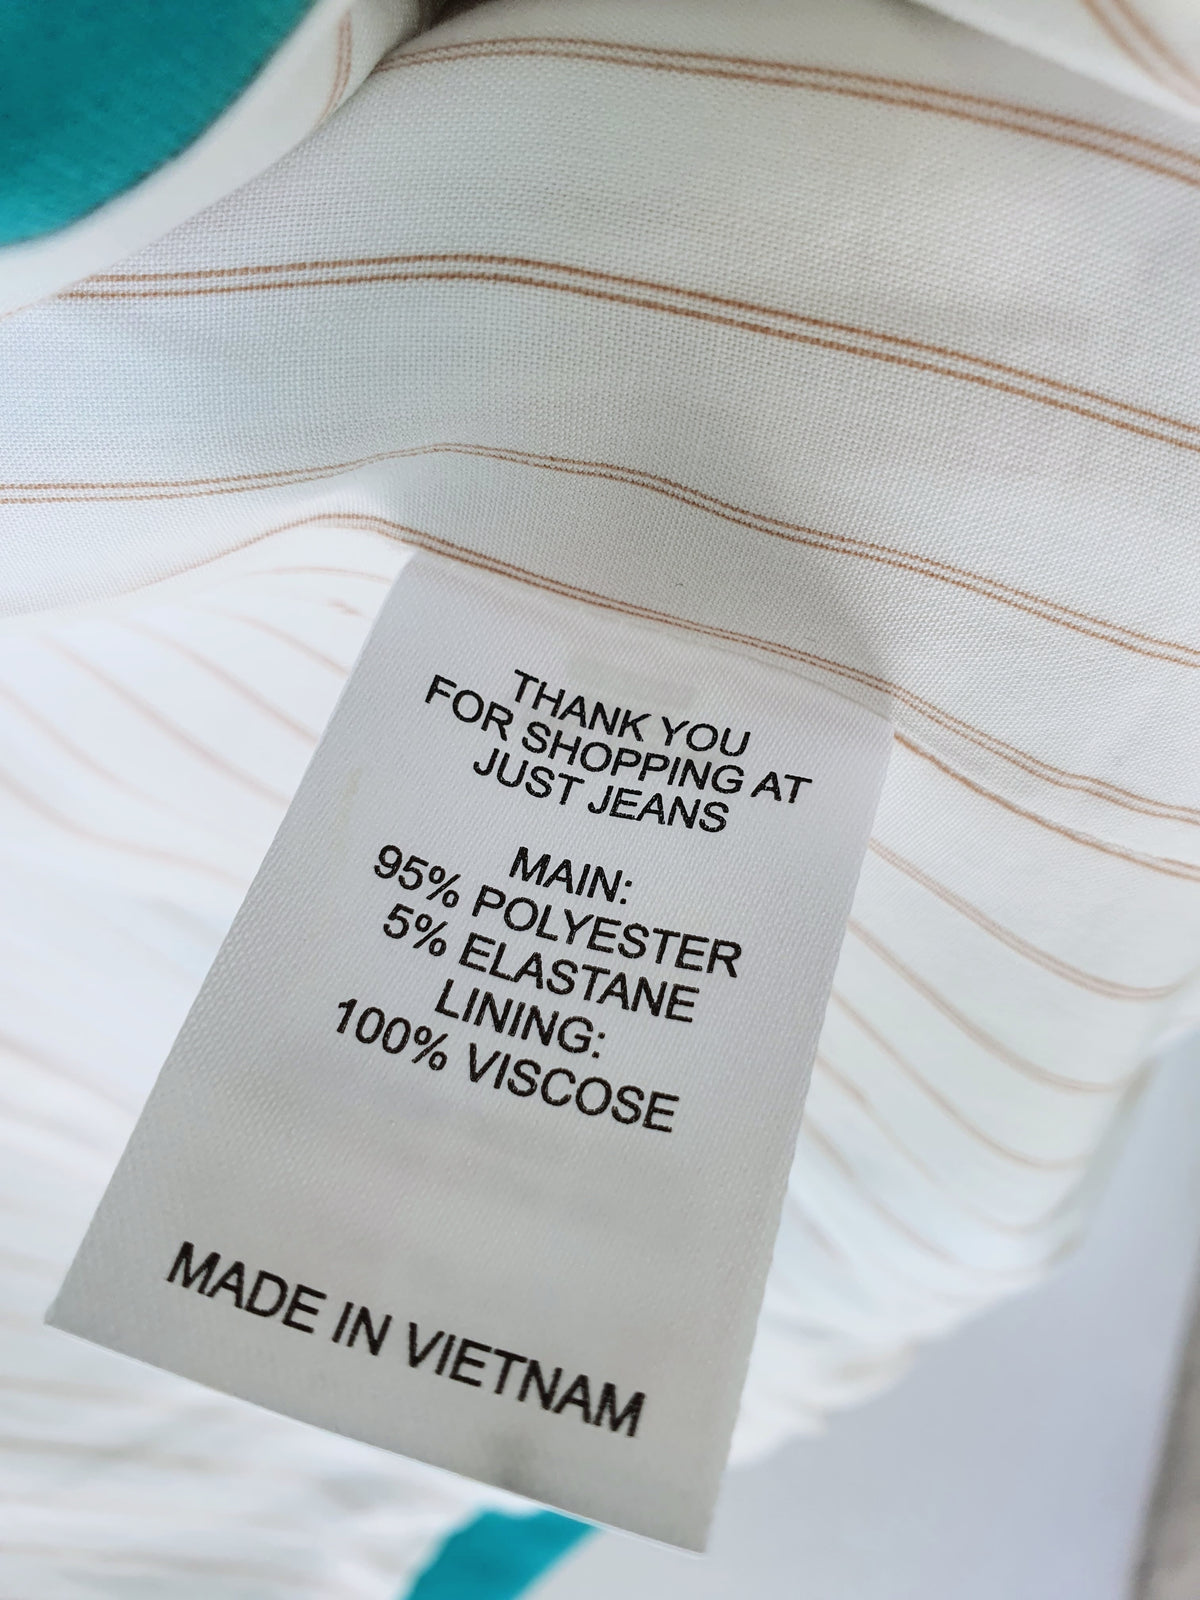 THANK YOU
FOR SHOPPING AT
JUST JEANS
MAIN:
95% POLYESTER
5% ELASTANE
LINING:
100% VISCOSE
MADE IN VIETNAM